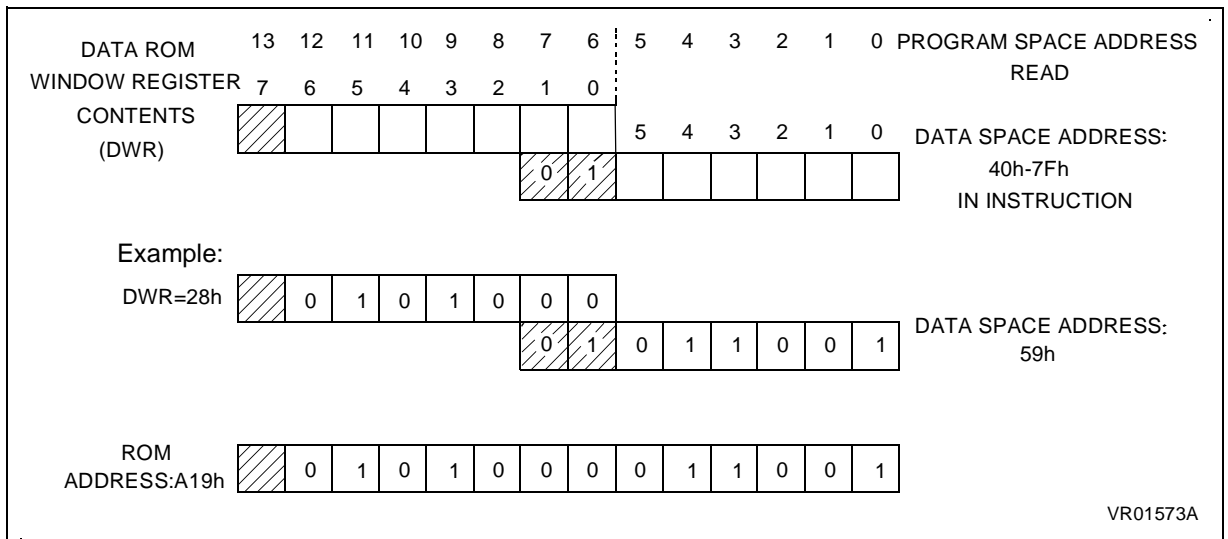 DATA ROM
WINDOW REGISTER
CONTENTS
(DWR)
13 12 11 10 9 8 7 6 5 4 3 2 1 0
7 6 5 4 3 2 1 0
PROGRAM SPACE ADDRESS
READ
5 4 3 2 1 0
0 1
DATA SPACE ADDRESS:
40h-7Fh
IN INSTRUCTION
Example:
DWR=28h
0 1 0 1 0 0 0
0 1 0 1 1 0 0 1
DATA SPACE ADDRESS:
59h
ROM
ADDRESS:A19h
0 1 0 1 0 0 0 0 1 1 0 0 1
VR01573A